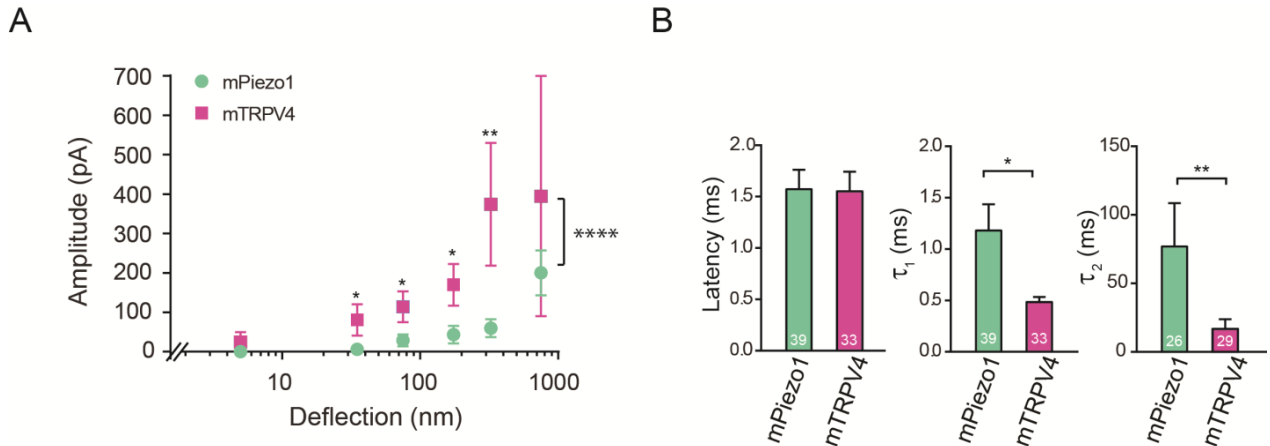 A
mPiezo1
mTRPV4
700
600
500
400
300
200
100
0
Amplitude (pA)
*
*
*
**
****
10
100
1000
Deflection (nm)
B
Latency (ms)
2.0
1.5
1.0
0.5
0.0
39
33
mPiezo1
mTRPV4
τ1 (ms)
2.0
1.5
1.0
0.5
0.0
*
39
33
mPiezo1
mTRPV4
τ2 (ms)
150
100
50
0
**
26
29
mPiezo1
mTRPV4